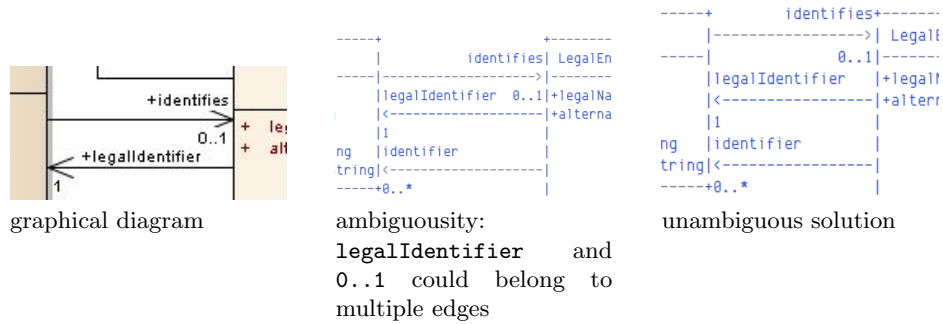 +identifies
0..1
+ le
+ alt
+legalIdentifier
1
graphical diagram
-----+                    +--------
     |          identifies| LegalEn
-----|------------------->|--------
     |legalIdentifier 0..1|+legalNa
     |<-------------------|+alterna
     |1                   |
ng   |identifier          |
tring|<-------------------|
-----+0..*                |
ambiguousity:
legalIdentifier and
0..1 could belong to
multiple edges
-----+        identifies+-------
     |----------------->| LegalE
-----|              0..1|-------
     |legalIdentifier   |+legalN
     |<-----------------|+altern
     |1                 |
ng   |identifier        |
tring|<-----------------|
-----+0..*              |
unambiguous solution